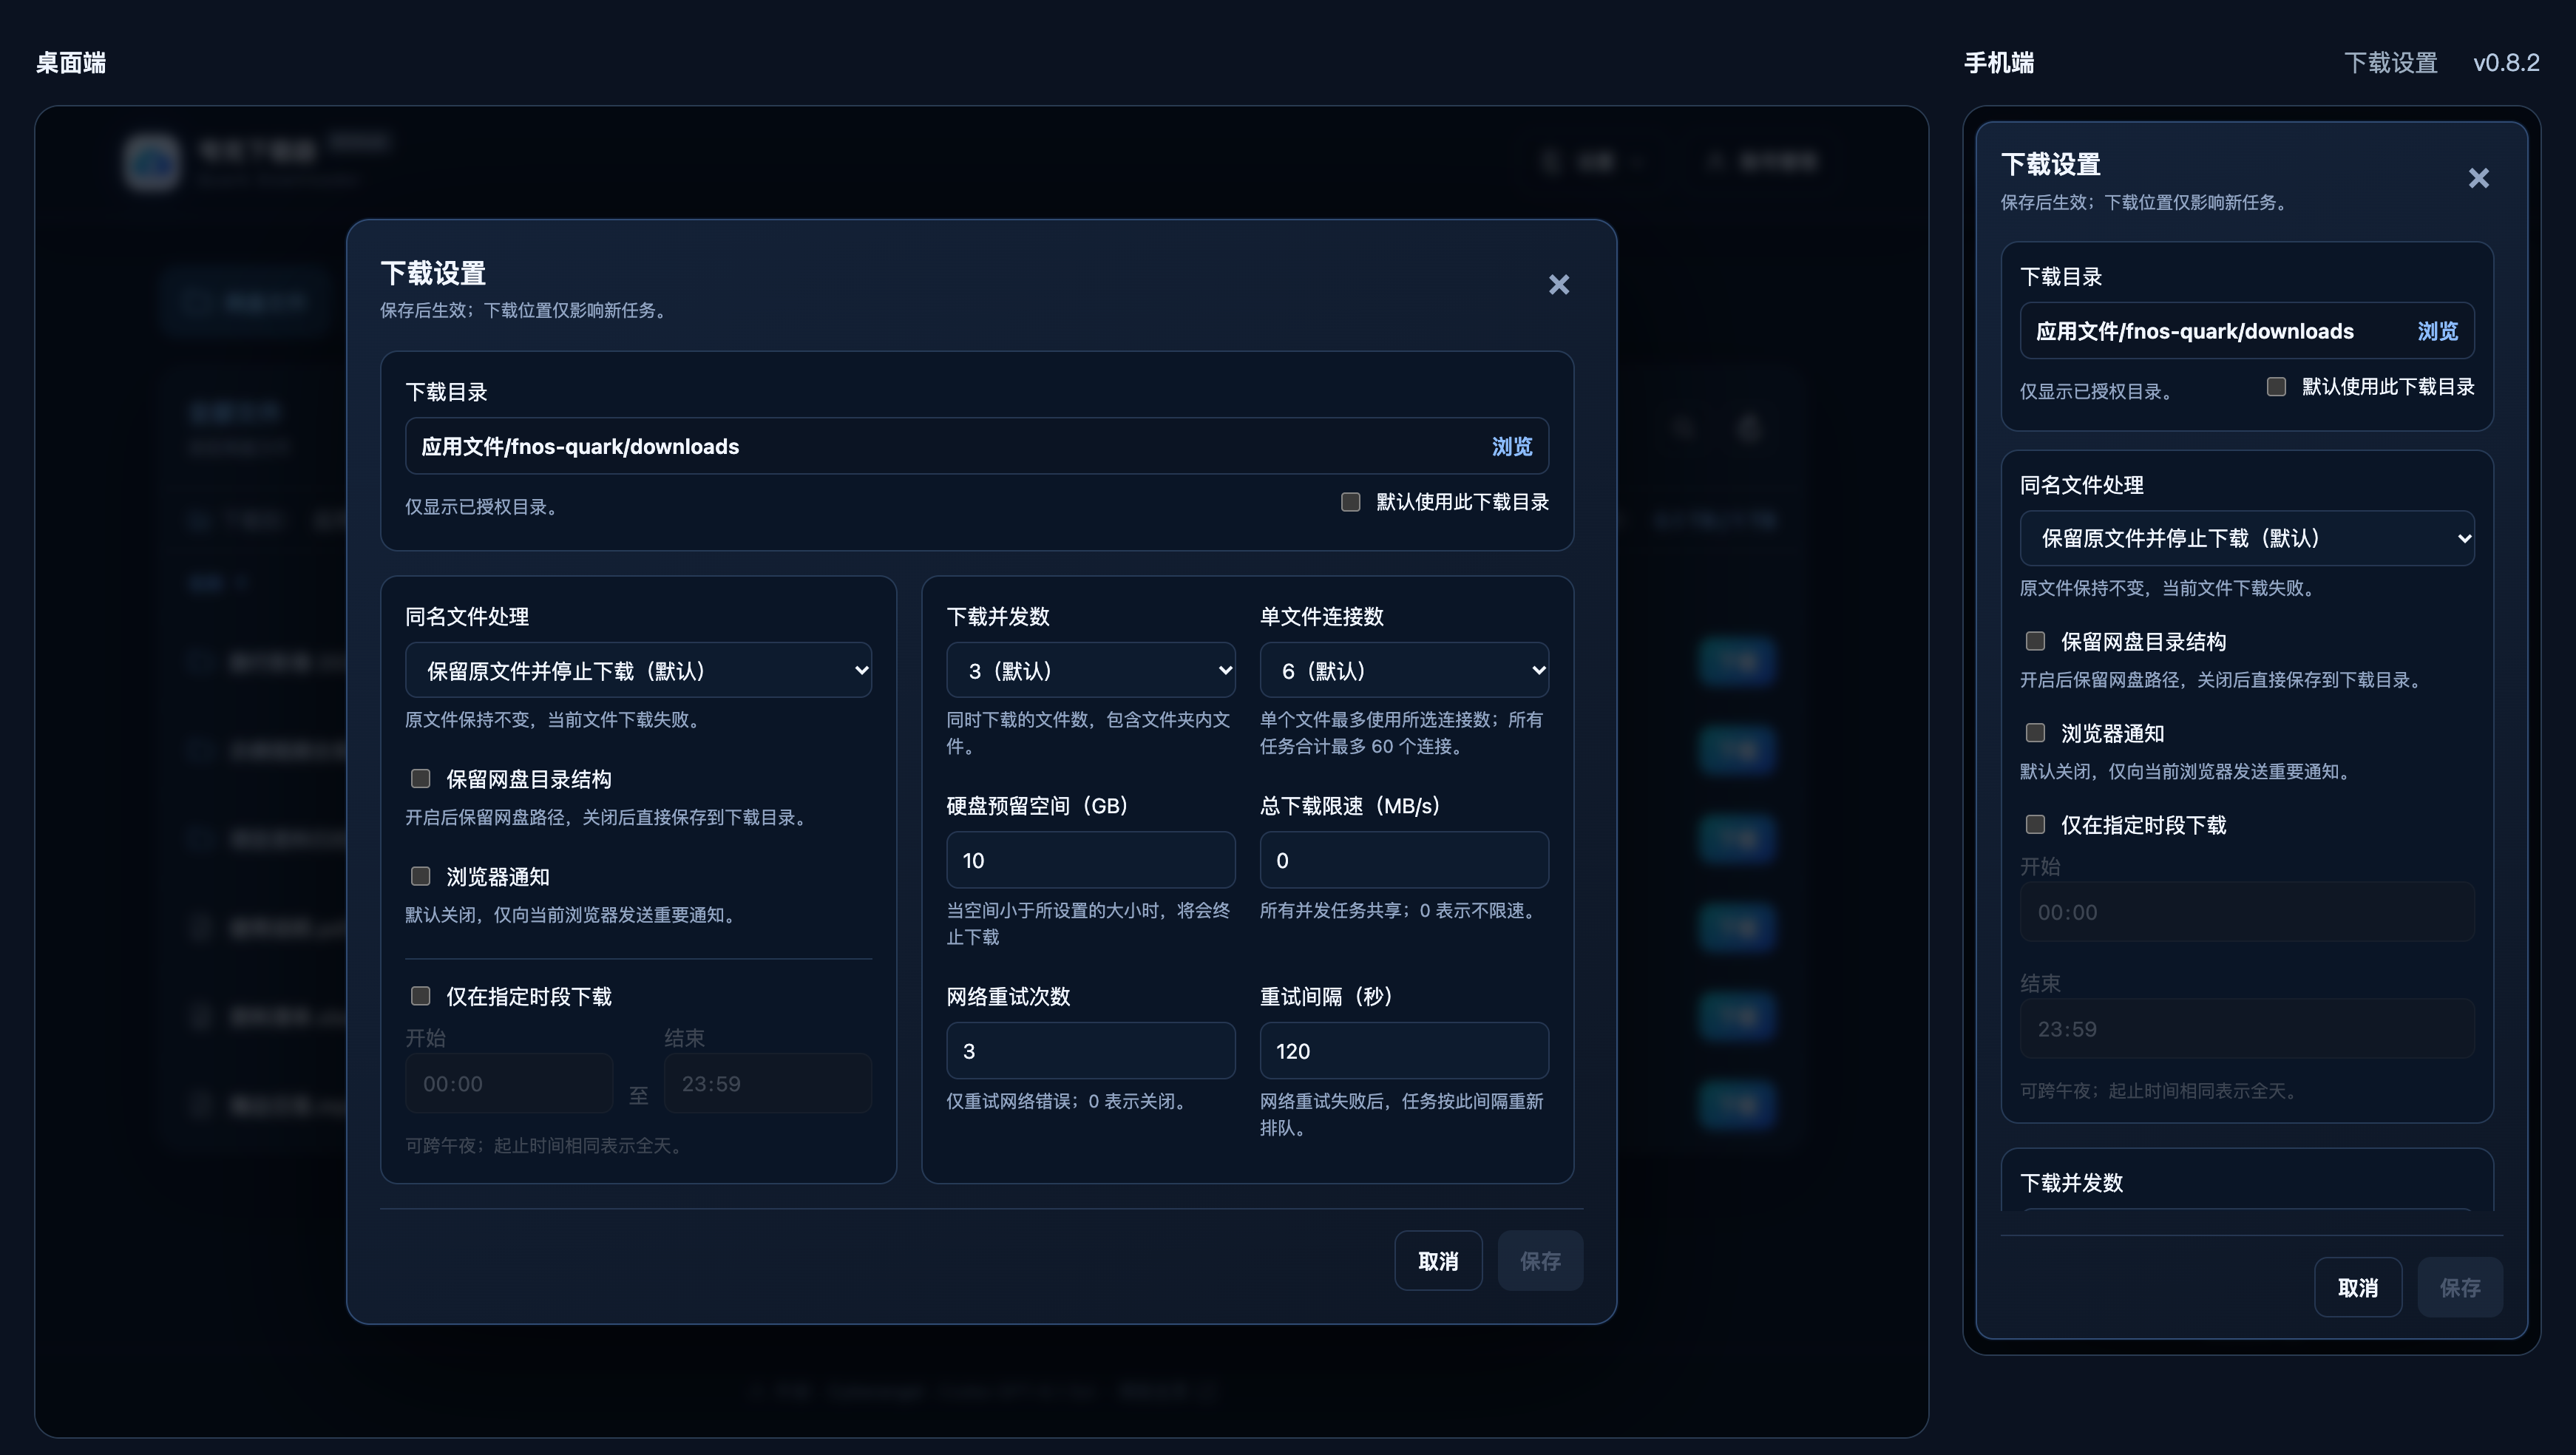 桌面端
下载设置
保存后生效；下载位置仅影响新任务。
下载目录
应用文件/fnos-quark/downloads
浏览
仅显示已授权目录。
默认使用此下载目录
同名文件处理
保留原文件并停止下载（默认）
原文件保持不变，当前文件下载失败。
保留网盘目录结构
开启后保留网盘路径，关闭后直接保存到下载目录。
浏览器通知
默认关闭，仅向当前浏览器发送重要通知。
仅在指定时段下载
开始
结束
00:00
至
23:59
可跨午夜；起止时间相同表示全天。
下载并发数
单文件连接数
3（默认）
6（默认）
同时下载的文件数，包含文件夹内文
件。
单个文件最多使用所选连接数；所有
任务合计最多 60 个连接。
硬盘预留空间（GB）
总下载限速（MB/s）
10
0
当空间小于所设置的大小时，将会终
止下载
所有并发任务共享；0 表示不限速。
网络重试次数
重试间隔（秒）
3
120
仅重试网络错误；0 表示关闭。
网络重试失败后，任务按此间隔重新
排队。
取消
保存
手机端
下载设置
v0.8.2
下载设置
保存后生效；下载位置仅影响新任务。
下载目录
应用文件/fnos-quark/downloads
浏览
仅显示已授权目录。
默认使用此下载目录
同名文件处理
保留原文件并停止下载（默认）
原文件保持不变，当前文件下载失败。
保留网盘目录结构
开启后保留网盘路径，关闭后直接保存到下载目录。
浏览器通知
默认关闭，仅向当前浏览器发送重要通知。
仅在指定时段下载
开始
00:00
结束
23:59
可跨午夜；起止时间相同表示全天。
下载并发数
取消
保存